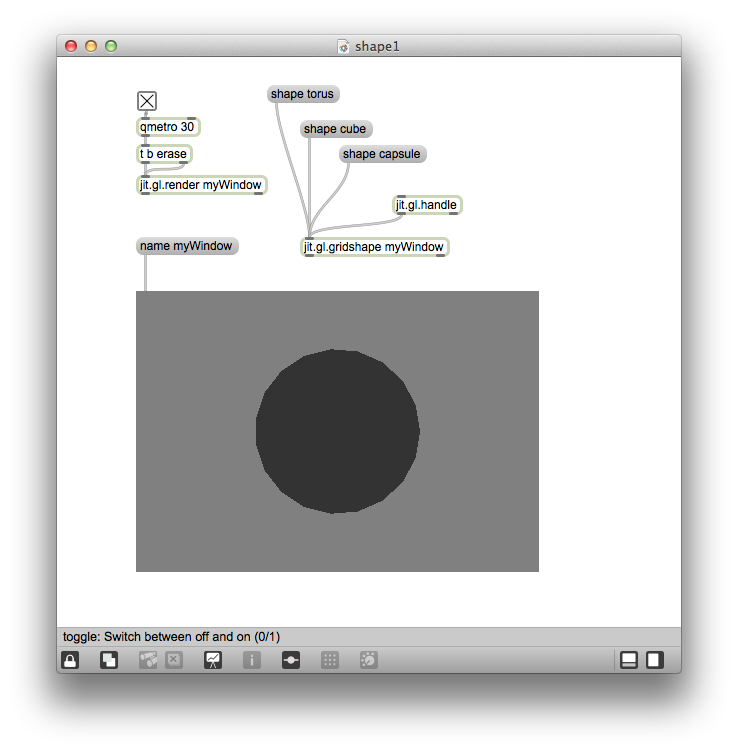 shape1
shape torus
qmetro 30
shape cube
t b erase
shape capsule
jit.gl.render myWindow
jit.gl.handle
name myWindow
jit.gl.gridshape myWindow
toggle: Switch between off and on (0/1)